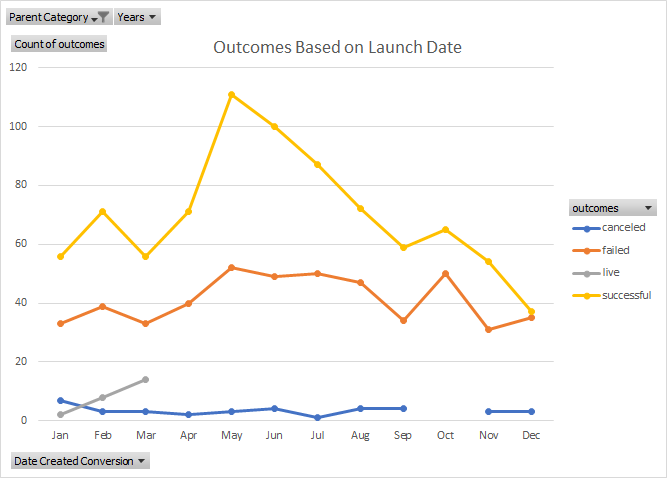 Parent Category Years
Count of outcomes
Outcomes Based on Launch Date
120
100
80
60
40
20
0
Jan Feb Mar Apr May Jun Jul Aug Sep Oct Nov Dec
outcomes
canceled
failed
live
successful
Date Created Conversion